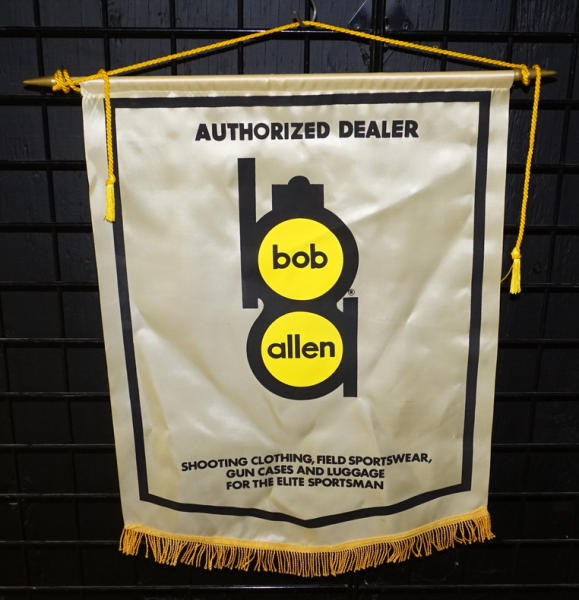 AUTHORIZED DEALER
bob
®
allen
SHOOTING CLOTHING, FIELD SPORTSWEAR,
GUN CASES AND LUGGAGE
FOR THE ELITE SPORTSMAN